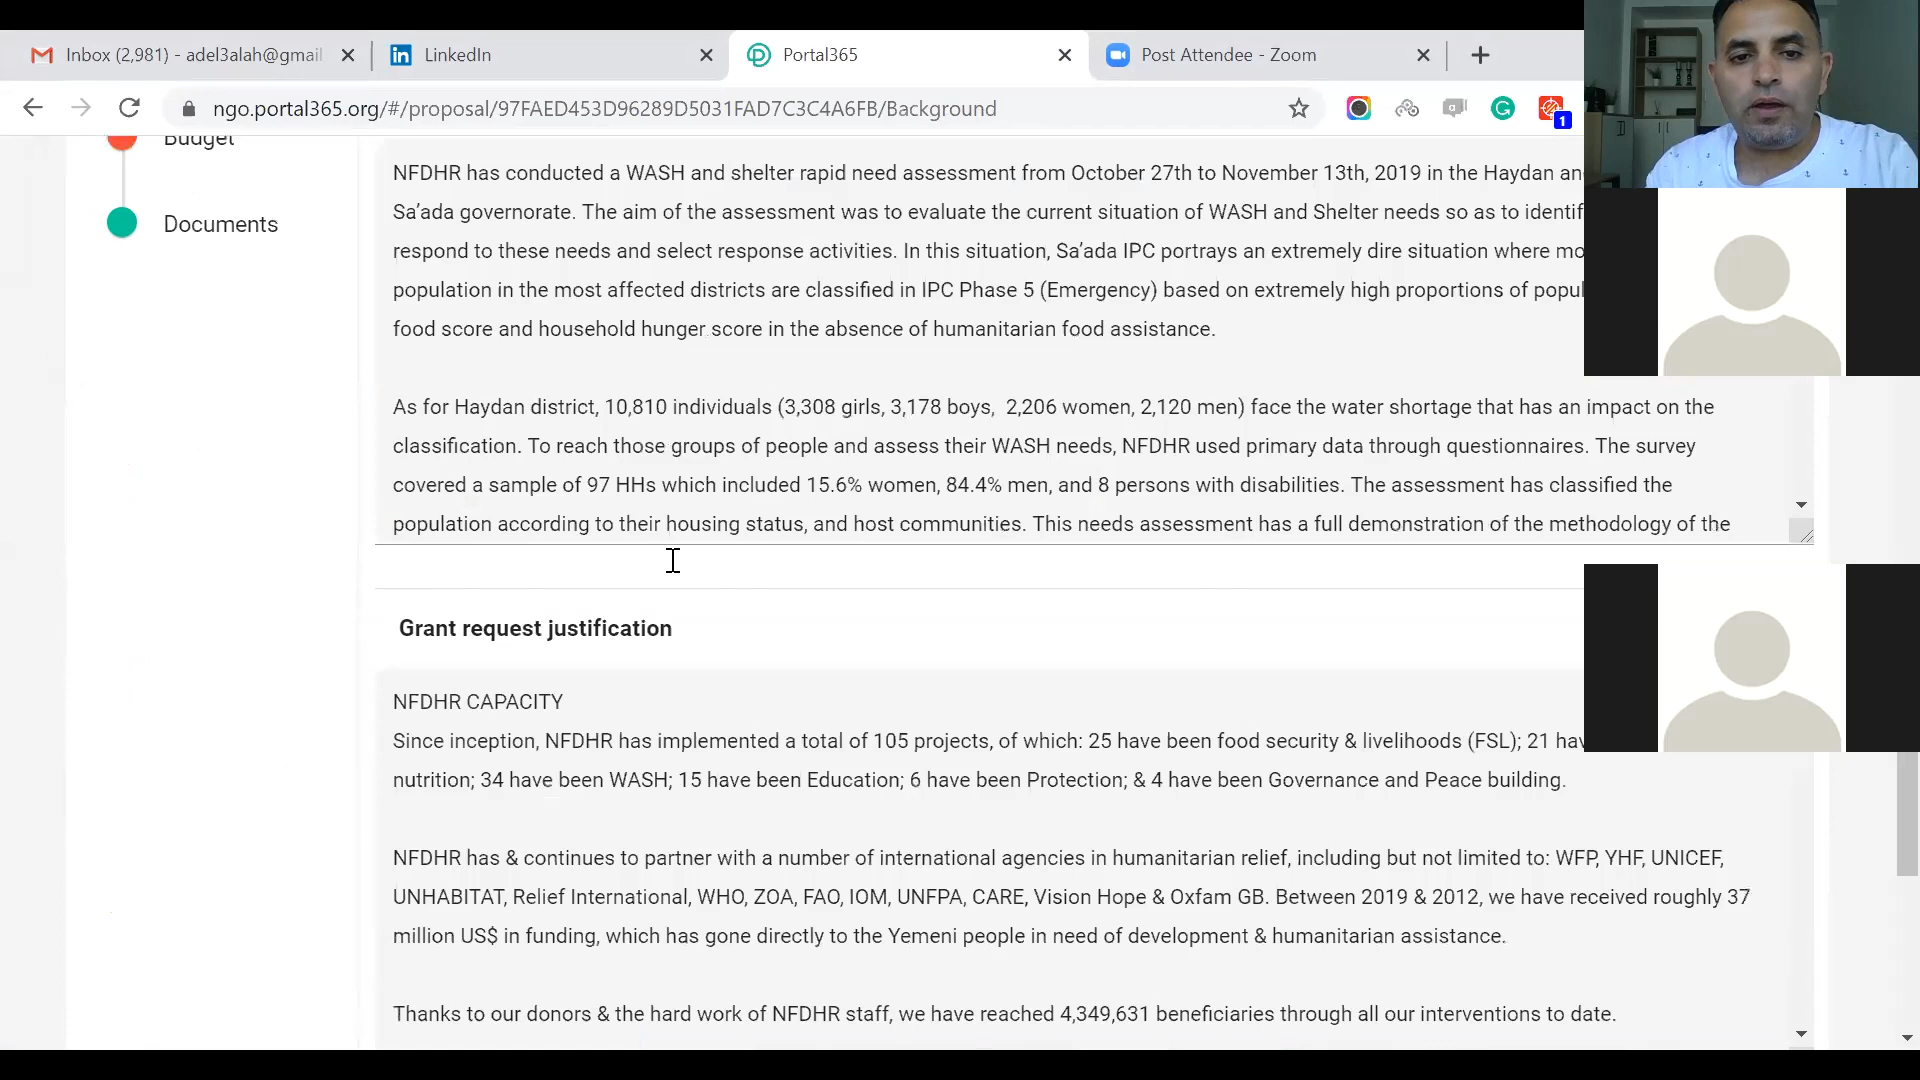 Inbox (2,981) - adel3alah@gmail
LinkedIn
Portal365
Post Attendee - Zoom
ngo.portal365.org/#/proposal/97FAED453D96289D5031FAD7C3C4A6FB/Background
1
Budget
Documents
NFDHR has conducted a WASH and shelter rapid need assessment from October 27th to November 13th, 2019 in the Haydan an
Sa’ada governorate. The aim of the assessment was to evaluate the current situation of WASH and Shelter needs so as to identif
respond to these needs and select response activities. In this situation, Sa’ada IPC portrays an extremely dire situation where mo
population in the most affected districts are classified in IPC Phase 5 (Emergency) based on extremely high proportions of popul
food score and household hunger score in the absence of humanitarian food assistance.
As for Haydan district, 10,810 individuals (3,308 girls, 3,178 boys, 2,206 women, 2,120 men) face the water shortage that has an impact on the
classification. To reach those groups of people and assess their WASH needs, NFDHR used primary data through questionnaires. The survey
covered a sample of 97 HHs which included 15.6% women, 84.4% men, and 8 persons with disabilities. The assessment has classified the
population according to their housing status, and host communities. This needs assessment has a full demonstration of the methodology of the
Grant request justification
NFDHR CAPACITY
Since inception, NFDHR has implemented a total of 105 projects, of which: 25 have been food security & livelihoods (FSL); 21 hav
nutrition; 34 have been WASH; 15 have been Education; 6 have been Protection; & 4 have been Governance and Peace building.
NFDHR has & continues to partner with a number of international agencies in humanitarian relief, including but not limited to: WFP, YHF, UNICEF,
UNHABITAT, Relief International, WHO, ZOA, FAO, IOM, UNFPA, CARE, Vision Hope & Oxfam GB. Between 2019 & 2012, we have received roughly 37
million US$ in funding, which has gone directly to the Yemeni people in need of development & humanitarian assistance.
Thanks to our donors & the hard work of NFDHR staff, we have reached 4,349,631 beneficiaries through all our interventions to date.